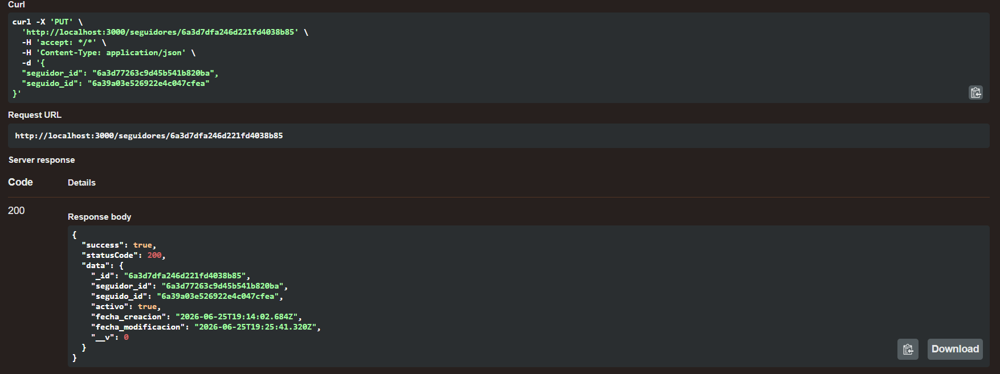 Curl
curl -X 'PUT' \
  'http://localhost:3000/seguidores/6a3d7dfa246d221fd4038b85' \
  -H 'accept: */*' \
  -H 'Content-Type: application/json' \
  -d '{
  "seguidor_id": "6a3d77263c9d45b541b820ba",
  "seguido_id": "6a39a03e526922e4c047cfea"
}'
Request URL
http://localhost:3000/seguidores/6a3d7dfa246d221fd4038b85
Server response
Code Details
200
Response body
{
  "success": true,
  "statusCode": 200,
  "data": {
    "_id": "6a3d7dfa246d221fd4038b85",
    "seguidor_id": "6a3d77263c9d45b541b820ba",
    "seguido_id": "6a39a03e526922e4c047cfea",
    "activo": true,
    "fecha_creacion": "2026-06-25T19:14:02.684Z",
    "fecha_modificacion": "2026-06-25T19:25:41.320Z",
    "__v": 0
  }
}
Download